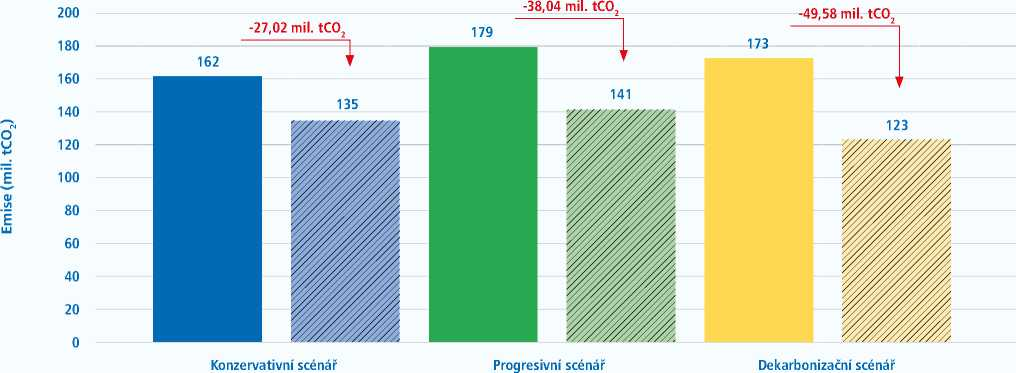 Emise (mil. tCO₂)
200
180
160
140
120
100
80
60
40
20
0
-27,02 mil. tCO₂
162
135
-38,04 mil. tCO₂
179
141
-49,58 mil. tCO₂
173
123
Konzervativní scénář
Progresivní scénář
Dekarbonizační scénář